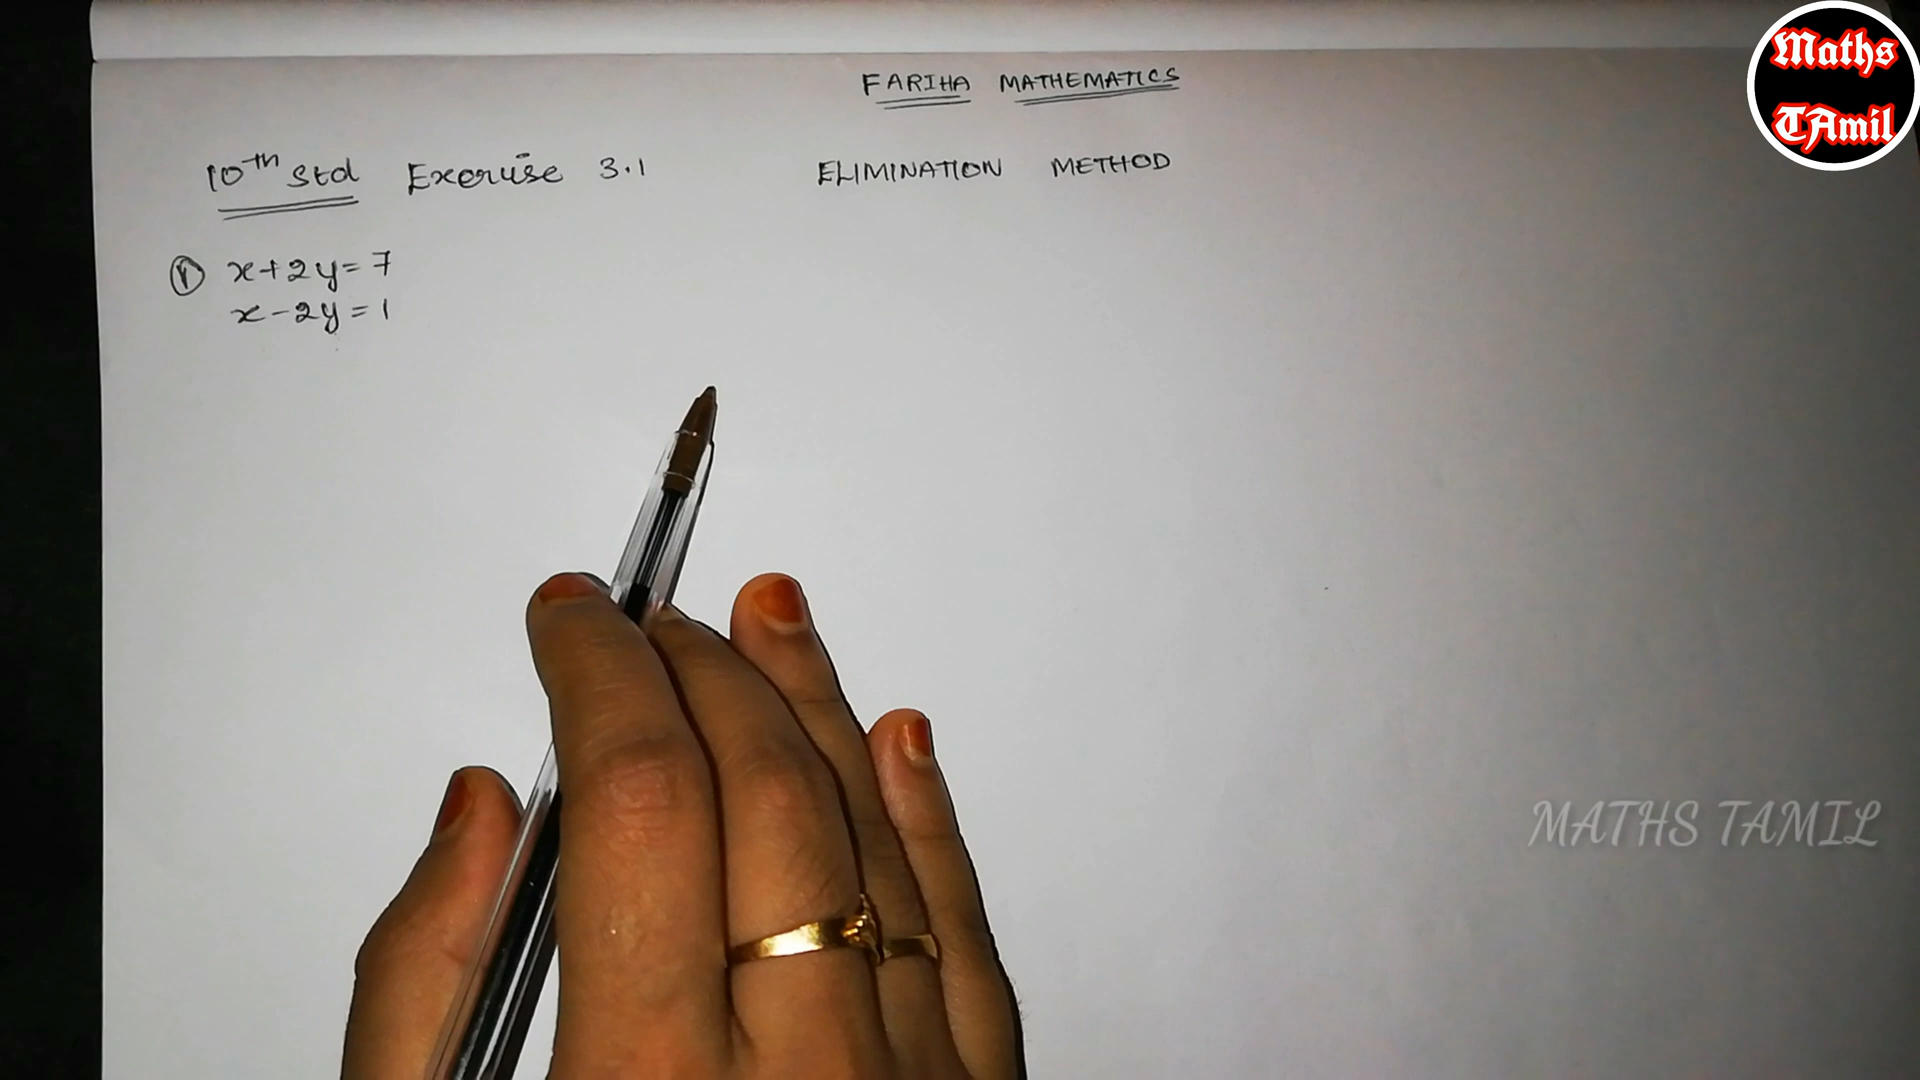 FARIHA MATHEMATICS
Maths
TAmil
10th Std Exercise 3.1 ELIMINATION METHOD
① x+2y=7
x-2y=1
MATHS TAMIL